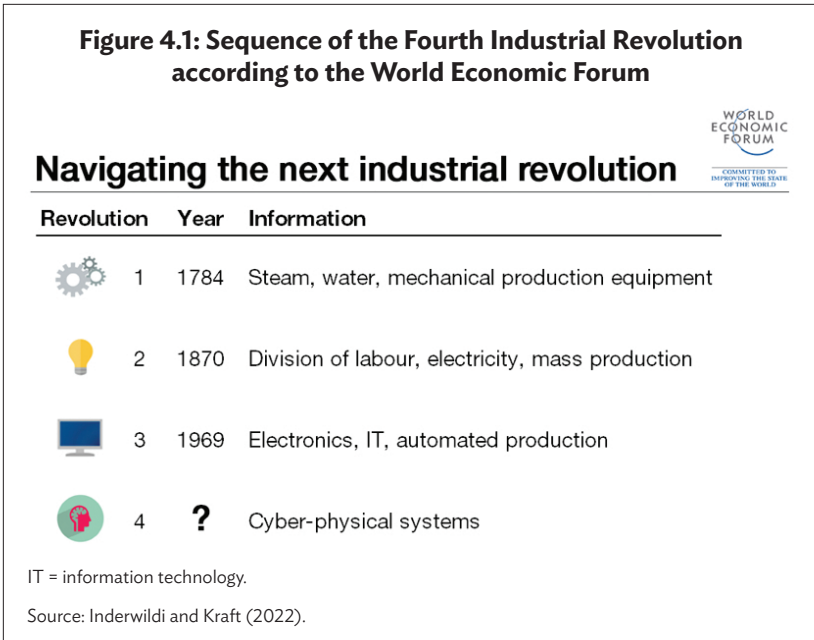 Figure 4.1: Sequence of the Fourth Industrial Revolution
according to the World Economic Forum
WORLD
ECONOMIC
FORUM
COMMITTED TO
IMPROVING THE STATE
OF THE WORLD
Navigating the next industrial revolution
Revolution Year Information
1 1784 Steam, water, mechanical production equipment
2 1870 Division of labour, electricity, mass production
3 1969 Electronics, IT, automated production
4 ? Cyber-physical systems
IT = information technology.
Source: Inderwildi and Kraft (2022).